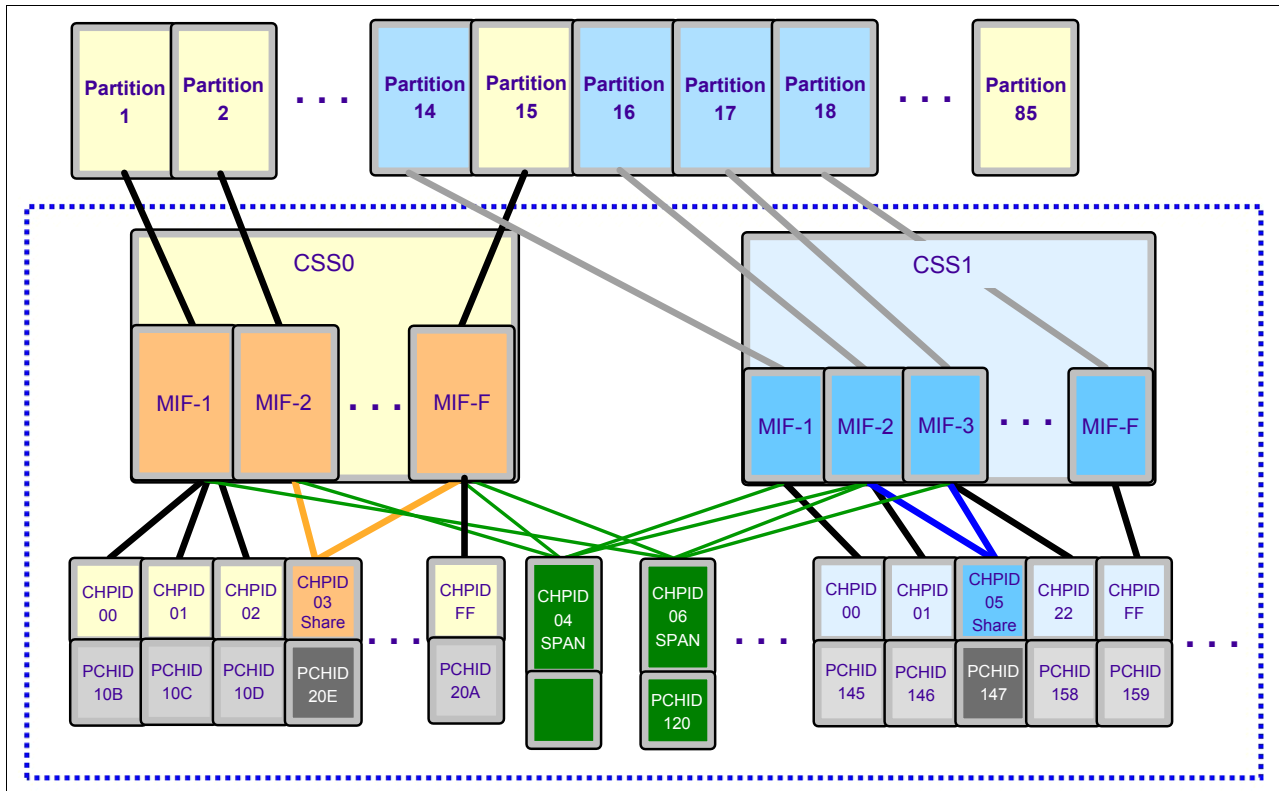 Partition
1
Partition
2
. . .
Partition
14
Partition
15
Partition
16
Partition
17
Partition
18
. . .
Partition
85
CSS0
CSS1
MIF-1
MIF-2
. . .
MIF-F
MIF-1
MIF-2
MIF-3
. . .
MIF-F
CHPID
00
CHPID
01
CHPID
02
CHPID
03
Share
. . .
CHPID
FF
CHPID
04
SPAN
CHPID
06
SPAN
. . .
CHPID
00
CHPID
01
CHPID
05
Share
CHPID
22
CHPID
FF
. . .
PCHID
10B
PCHID
10C
PCHID
10D
PCHID
20E
PCHID
20A
PCHID
120
PCHID
145
PCHID
146
PCHID
147
PCHID
158
PCHID
159